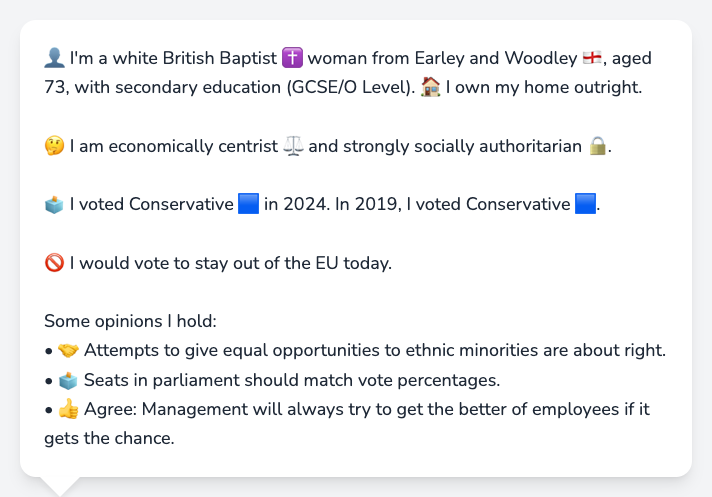 👤 I'm a white British Baptist ✝️ woman from Earley and Woodley 🏴󠁧󠁢󠁥󠁮󠁧󠁿, aged
73, with secondary education (GCSE/O Level). 🏠 I own my home outright.
🤔 I am economically centrist ⚖️ and strongly socially authoritarian 🔒.
🗳️ I voted Conservative 🟦 in 2024. In 2019, I voted Conservative 🟦.
🚫 I would vote to stay out of the EU today.
Some opinions I hold:
• 🤝 Attempts to give equal opportunities to ethnic minorities are about right.
• 🗳️ Seats in parliament should match vote percentages.
• 👍 Agree: Management will always try to get the better of employees if it
gets the chance.